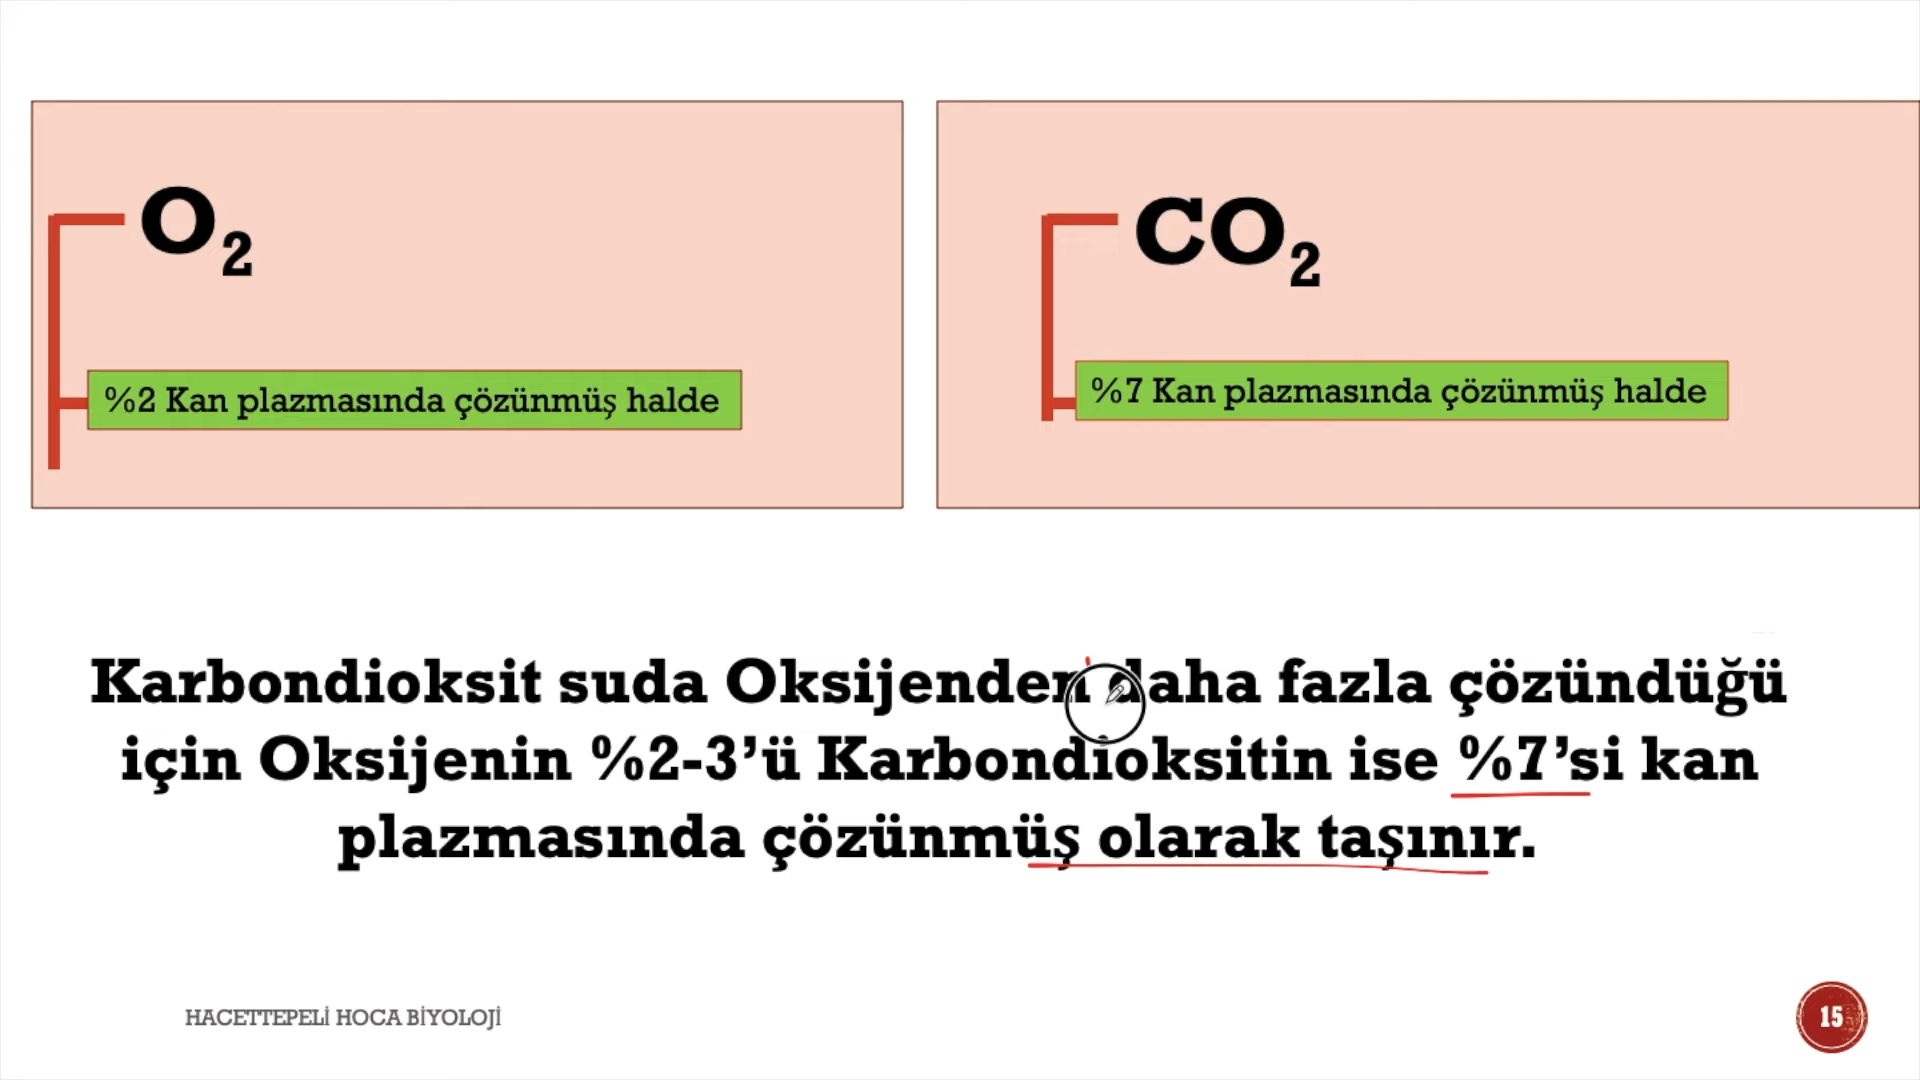 O₂
CO₂
%2 Kan plazmasında çözünmüş halde
%7 Kan plazmasında çözünmüş halde
Karbondioksit suda Oksijenden daha fazla çözündüğü
için Oksijenin %2-3’ü Karbondioksitin ise %7’si kan
plazmasında çözünmüş olarak taşınır.
HACETTEPELİ HOCA BİYOLOJİ
15